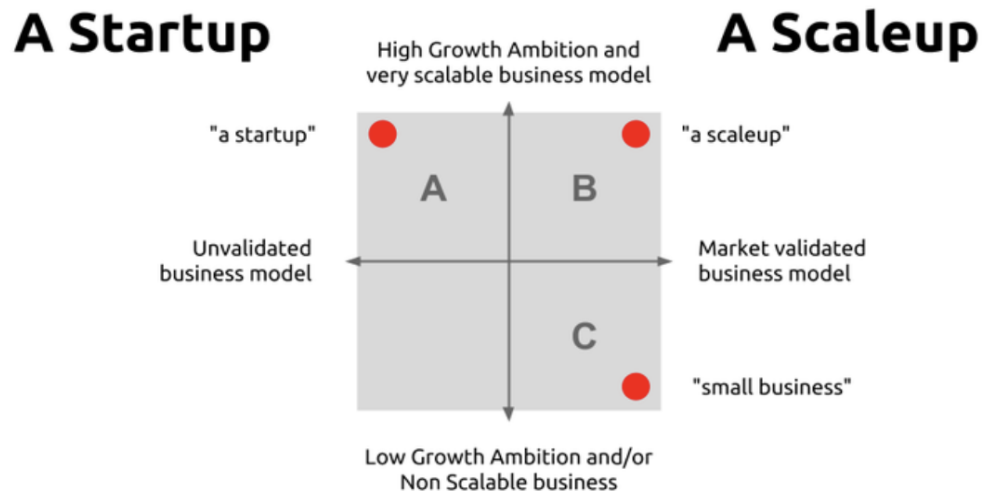 A Startup
A Scaleup
High Growth Ambition and
very scalable business model
"a startup"
"a scaleup"
A
B
Unvalidated
business model
Market validated
business model
C
"small business"
Low Growth Ambition and/or
Non Scalable business